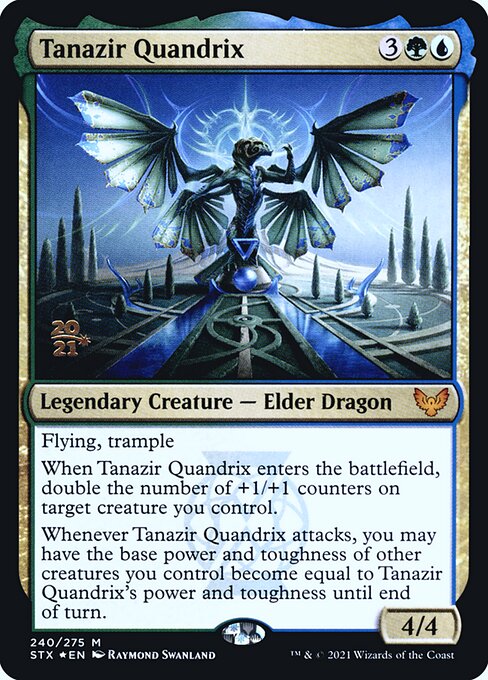 Tanazir Quandrix 3
20
21
Legendary Creature — Elder Dragon
Flying, trample
When Tanazir Quandrix enters the battlefield,
double the number of +1/+1 counters on
target creature you control.
Whenever Tanazir Quandrix attacks, you may
have the base power and toughness of other
creatures you control become equal to Tanazir
Quandrix's power and toughness until end
of turn.
4/4
240/275 M
STX ★ EN RAYMOND SWANLAND
™ & © 2021 Wizards of the Coast